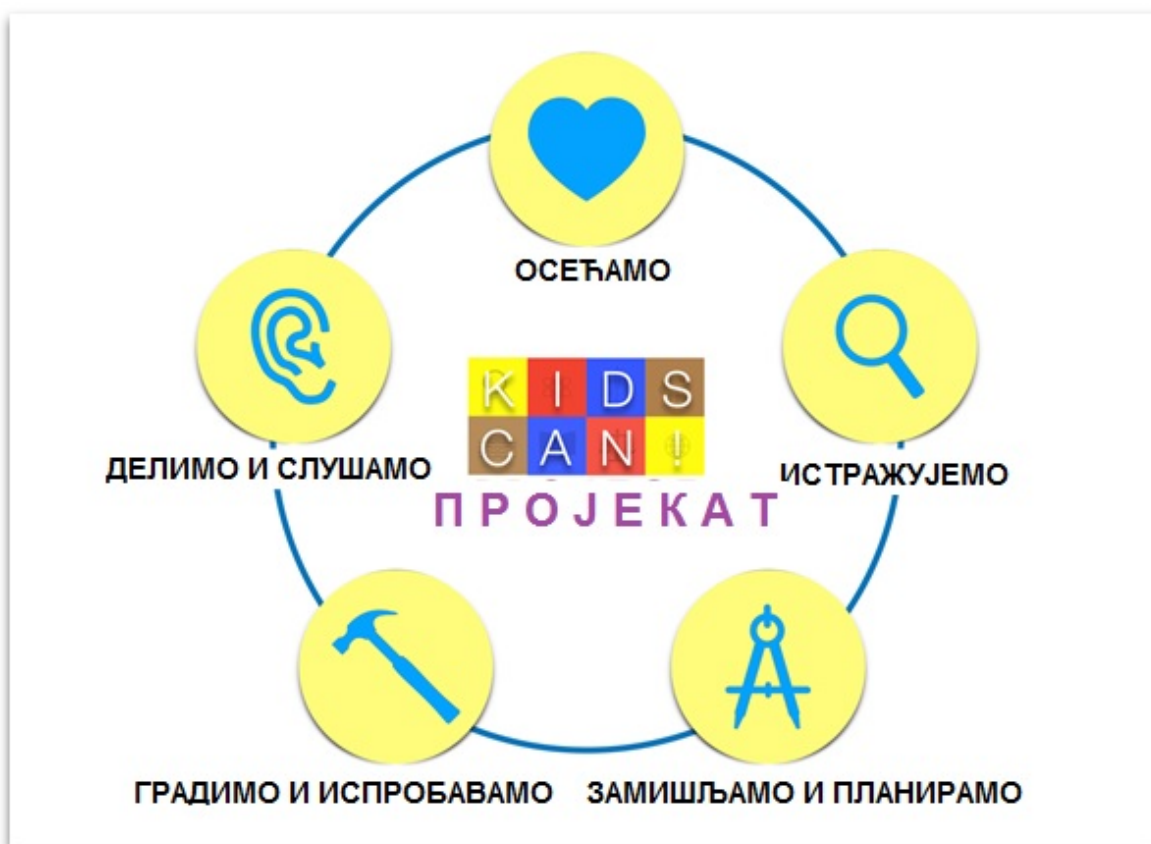 ОСЕЋАМО
ДЕЛИМО И СЛУШАМО
KIDS
CAN!
ПРОЈЕКАТ
ИСТРАЖУЈЕМО
ГРАДИМО И ИСПРОБАВАМО
ЗАМИШЉАМО И ПЛАНИРАМО